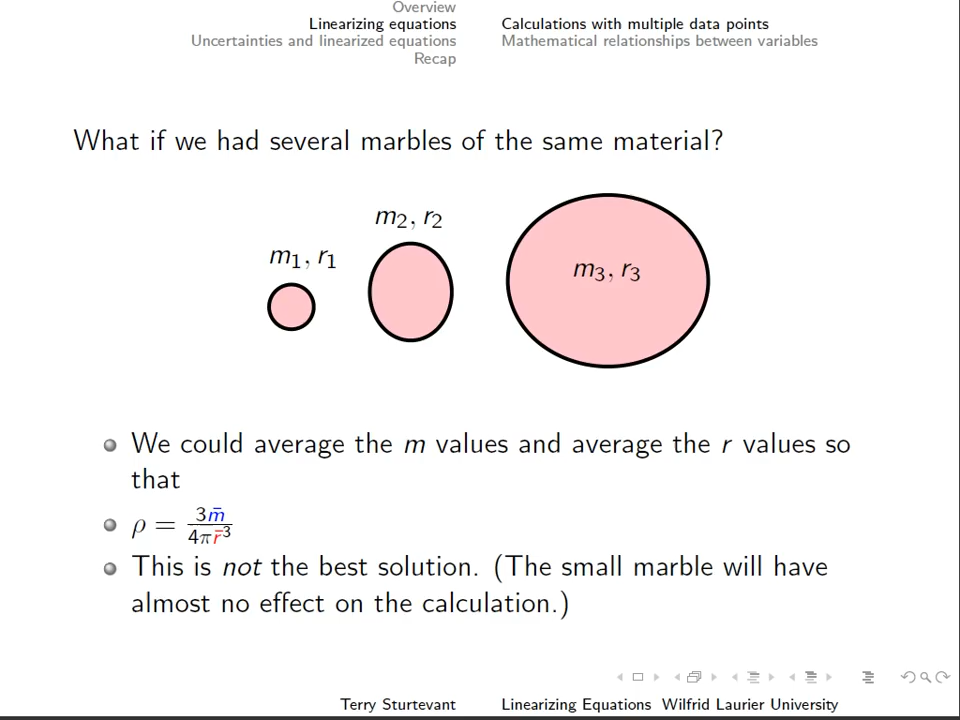 Overview
Linearizing equations
Uncertainties and linearized equations
Recap
Calculations with multiple data points
Mathematical relationships between variables
What if we had several marbles of the same material?
m₁, r₁
m₂, r₂
m₃, r₃
We could average the m values and average the r values so
that
ρ = 3m̄ / 4πr̄³
This is not the best solution. (The small marble will have
almost no effect on the calculation.)
Terry Sturtevant
Linearizing Equations Wilfrid Laurier University